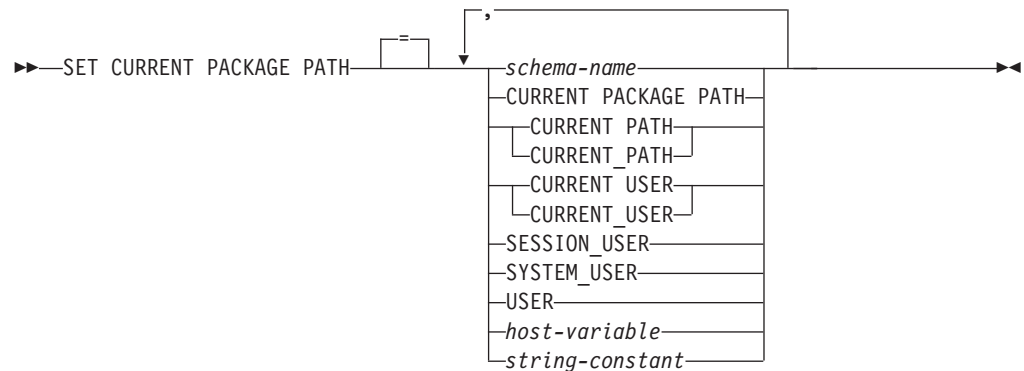 ,
=
SET CURRENT PACKAGE PATH
schema-name
CURRENT PACKAGE PATH
CURRENT PATH
CURRENT_PATH
CURRENT USER
CURRENT_USER
SESSION_USER
SYSTEM_USER
USER
host-variable
string-constant